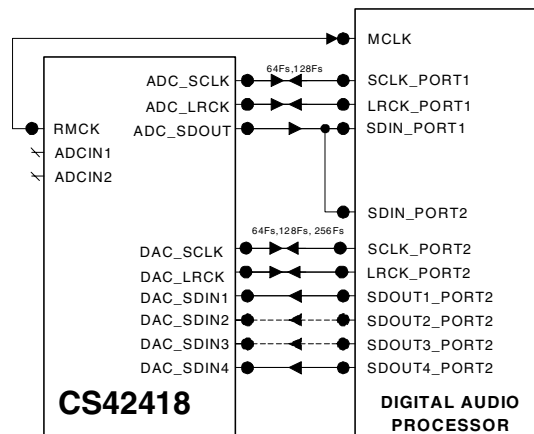 MCLK
64Fs,128Fs
ADC_SCLK
SCLK_PORT1
ADC_LRCK
LRCK_PORT1
RMCK
ADC_SDOUT
SDIN_PORT1
ADCIN1
ADCIN2
SDIN_PORT2
64Fs,128Fs, 256Fs
DAC_SCLK
SCLK_PORT2
DAC_LRCK
LRCK_PORT2
DAC_SDIN1
SDOUT1_PORT2
DAC_SDIN2
SDOUT2_PORT2
DAC_SDIN3
SDOUT3_PORT2
DAC_SDIN4
SDOUT4_PORT2
CS42418
DIGITAL AUDIO
PROCESSOR